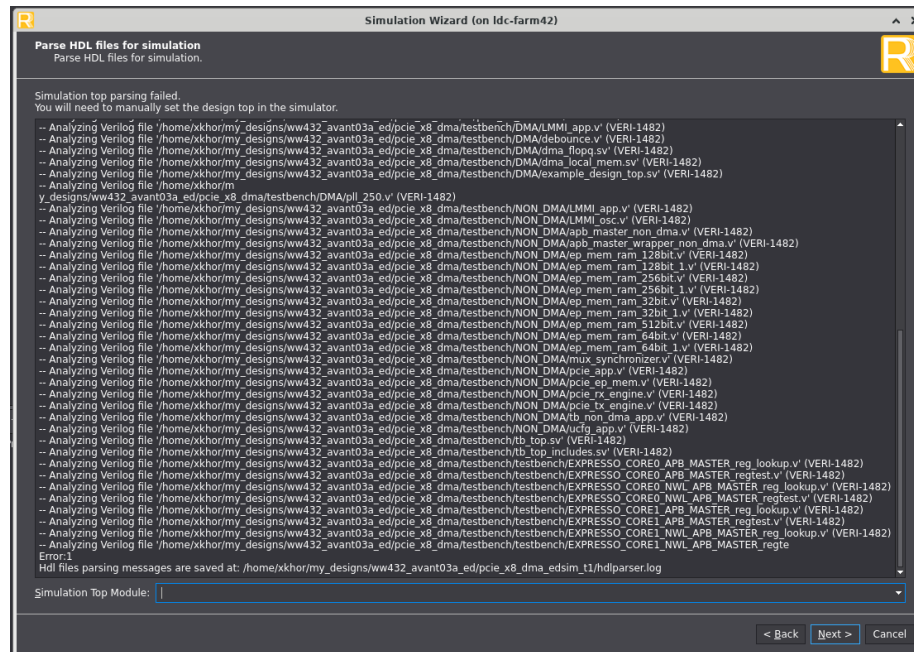 Simulation Wizard (on ldc-farm42)
Parse HDL files for simulation
Parse HDL files for simulation.
Simulation top parsing failed.
You will need to manually set the design top in the simulator.
-- Analyzing Verilog file '/home/xkhor/my_designs/ww432_avant03a_ed/pcie_x8_dma/testbench/DMA/LMMI_app.v' (VERI-1482)
-- Analyzing Verilog file '/home/xkhor/my_designs/ww432_avant03a_ed/pcie_x8_dma/testbench/DMA/debounce.v' (VERI-1482)
-- Analyzing Verilog file '/home/xkhor/my_designs/ww432_avant03a_ed/pcie_x8_dma/testbench/DMA/dma_flopq.sv' (VERI-1482)
-- Analyzing Verilog file '/home/xkhor/my_designs/ww432_avant03a_ed/pcie_x8_dma/testbench/DMA/dma_local_mem.sv' (VERI-1482)
-- Analyzing Verilog file '/home/xkhor/my_designs/ww432_avant03a_ed/pcie_x8_dma/testbench/DMA/example_design_top.sv' (VERI-1482)
-- Analyzing Verilog file '/home/xkhor/m
y_designs/ww432_avant03a_ed/pcie_x8_dma/testbench/DMA/pll_250.v' (VERI-1482)
-- Analyzing Verilog file '/home/xkhor/my_designs/ww432_avant03a_ed/pcie_x8_dma/testbench/NON_DMA/LMMI_app.v' (VERI-1482)
-- Analyzing Verilog file '/home/xkhor/my_designs/ww432_avant03a_ed/pcie_x8_dma/testbench/NON_DMA/LMMI_osc.v' (VERI-1482)
-- Analyzing Verilog file '/home/xkhor/my_designs/ww432_avant03a_ed/pcie_x8_dma/testbench/NON_DMA/apb_master_non_dma.v' (VERI-1482)
-- Analyzing Verilog file '/home/xkhor/my_designs/ww432_avant03a_ed/pcie_x8_dma/testbench/NON_DMA/apb_master_wrapper_non_dma.v' (VERI-1482)
-- Analyzing Verilog file '/home/xkhor/my_designs/ww432_avant03a_ed/pcie_x8_dma/testbench/NON_DMA/ep_mem_ram_128bit.v' (VERI-1482)
-- Analyzing Verilog file '/home/xkhor/my_designs/ww432_avant03a_ed/pcie_x8_dma/testbench/NON_DMA/ep_mem_ram_128bit_1.v' (VERI-1482)
-- Analyzing Verilog file '/home/xkhor/my_designs/ww432_avant03a_ed/pcie_x8_dma/testbench/NON_DMA/ep_mem_ram_256bit.v' (VERI-1482)
-- Analyzing Verilog file '/home/xkhor/my_designs/ww432_avant03a_ed/pcie_x8_dma/testbench/NON_DMA/ep_mem_ram_256bit_1.v' (VERI-1482)
-- Analyzing Verilog file '/home/xkhor/my_designs/ww432_avant03a_ed/pcie_x8_dma/testbench/NON_DMA/ep_mem_ram_32bit.v' (VERI-1482)
-- Analyzing Verilog file '/home/xkhor/my_designs/ww432_avant03a_ed/pcie_x8_dma/testbench/NON_DMA/ep_mem_ram_32bit_1.v' (VERI-1482)
-- Analyzing Verilog file '/home/xkhor/my_designs/ww432_avant03a_ed/pcie_x8_dma/testbench/NON_DMA/ep_mem_ram_512bit.v' (VERI-1482)
-- Analyzing Verilog file '/home/xkhor/my_designs/ww432_avant03a_ed/pcie_x8_dma/testbench/NON_DMA/ep_mem_ram_64bit.v' (VERI-1482)
-- Analyzing Verilog file '/home/xkhor/my_designs/ww432_avant03a_ed/pcie_x8_dma/testbench/NON_DMA/ep_mem_ram_64bit_1.v' (VERI-1482)
-- Analyzing Verilog file '/home/xkhor/my_designs/ww432_avant03a_ed/pcie_x8_dma/testbench/NON_DMA/mux_synchronizer.v' (VERI-1482)
-- Analyzing Verilog file '/home/xkhor/my_designs/ww432_avant03a_ed/pcie_x8_dma/testbench/NON_DMA/pcie_app.v' (VERI-1482)
-- Analyzing Verilog file '/home/xkhor/my_designs/ww432_avant03a_ed/pcie_x8_dma/testbench/NON_DMA/pcie_ep_mem.v' (VERI-1482)
-- Analyzing Verilog file '/home/xkhor/my_designs/ww432_avant03a_ed/pcie_x8_dma/testbench/NON_DMA/pcie_rx_engine.v' (VERI-1482)
-- Analyzing Verilog file '/home/xkhor/my_designs/ww432_avant03a_ed/pcie_x8_dma/testbench/NON_DMA/pcie_tx_engine.v' (VERI-1482)
-- Analyzing Verilog file '/home/xkhor/my_designs/ww432_avant03a_ed/pcie_x8_dma/testbench/NON_DMA/tb_non_dma_app.v' (VERI-1482)
-- Analyzing Verilog file '/home/xkhor/my_designs/ww432_avant03a_ed/pcie_x8_dma/testbench/NON_DMA/ucfg_app.v' (VERI-1482)
-- Analyzing Verilog file '/home/xkhor/my_designs/ww432_avant03a_ed/pcie_x8_dma/testbench/tb_top.sv' (VERI-1482)
-- Analyzing Verilog file '/home/xkhor/my_designs/ww432_avant03a_ed/pcie_x8_dma/testbench/tb_top_includes.sv' (VERI-1482)
-- Analyzing Verilog file '/home/xkhor/my_designs/ww432_avant03a_ed/pcie_x8_dma/testbench/testbench/EXPRESSO_CORE0_APB_MASTER_reg_lookup.v' (VERI-1482)
-- Analyzing Verilog file '/home/xkhor/my_designs/ww432_avant03a_ed/pcie_x8_dma/testbench/testbench/EXPRESSO_CORE0_APB_MASTER_regtest.v' (VERI-1482)
-- Analyzing Verilog file '/home/xkhor/my_designs/ww432_avant03a_ed/pcie_x8_dma/testbench/testbench/EXPRESSO_CORE0_NWL_APB_MASTER_reg_lookup.v' (VERI-1482)
-- Analyzing Verilog file '/home/xkhor/my_designs/ww432_avant03a_ed/pcie_x8_dma/testbench/testbench/EXPRESSO_CORE0_NWL_APB_MASTER_regtest.v' (VERI-1482)
-- Analyzing Verilog file '/home/xkhor/my_designs/ww432_avant03a_ed/pcie_x8_dma/testbench/testbench/EXPRESSO_CORE1_APB_MASTER_reg_lookup.v' (VERI-1482)
-- Analyzing Verilog file '/home/xkhor/my_designs/ww432_avant03a_ed/pcie_x8_dma/testbench/testbench/EXPRESSO_CORE1_APB_MASTER_regtest.v' (VERI-1482)
-- Analyzing Verilog file '/home/xkhor/my_designs/ww432_avant03a_ed/pcie_x8_dma/testbench/testbench/EXPRESSO_CORE1_NWL_APB_MASTER_reg_lookup.v' (VERI-1482)
-- Analyzing Verilog file '/home/xkhor/my_designs/ww432_avant03a_ed/pcie_x8_dma/testbench/testbench/EXPRESSO_CORE1_NWL_APB_MASTER_regte
Error:1
Hdl files parsing messages are saved at: /home/xkhor/my_designs/ww432_avant03a_ed/pcie_x8_dma_edsim_t1/hdlparser.log
Simulation Top Module:
< Back Next > Cancel